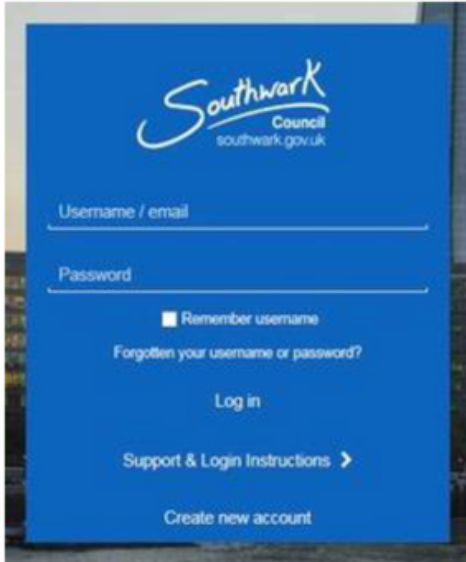 Southwark
Council
southwark.gov.uk
Username / email
Password
Remember username
Forgotten your username or password?
Log in
Support & Login Instructions
Create new account